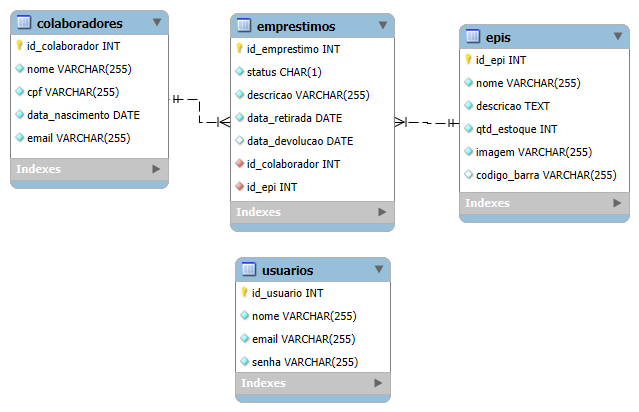 colaboradores
id_colaborador INT
nome VARCHAR(255)
cpf VARCHAR(255)
data_nascimento DATE
email VARCHAR(255)
Indexes
emprestimos
id_emprestimo INT
status CHAR(1)
descricao VARCHAR(255)
data_retirada DATE
data_devolucao DATE
id_colaborador INT
id_epi INT
Indexes
epis
id_epi INT
nome VARCHAR(255)
descricao TEXT
qtd_estoque INT
imagem VARCHAR(255)
codigo_barra VARCHAR(255)
Indexes
usuarios
id_usuario INT
nome VARCHAR(255)
email VARCHAR(255)
senha VARCHAR(255)
Indexes